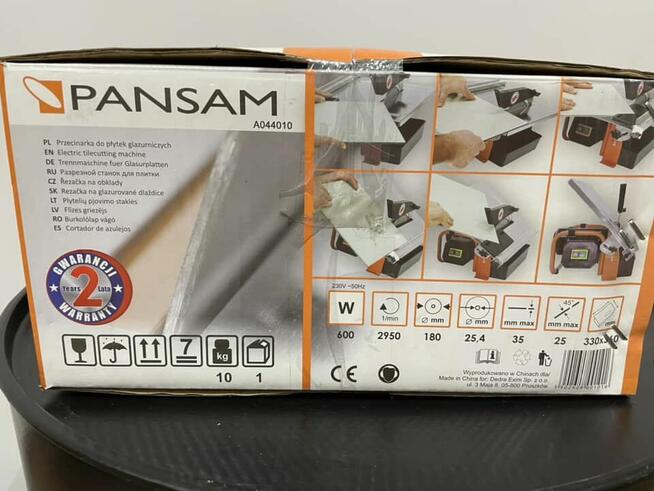 PANSAM
A044010
PL Przecinarka do płytek glazurniczych
EN Electric tilecutting machine
DE Trennmaschine fuer Glasurplatten
RU Разрезной станок для плитки
CZ Řezačka na obklady
SK Rezačka na glazurované dlaždice
LT Plytelių pjovimo staklės
LV Flīzes griezējs
RO Burkolólap vágó
ES Cortador de azulejos
GWARANCJI
2
Years Lata
WARRANTY
230V ~50Hz
W 1/min Ø mm Ø mm mm max 45° mm max
600 2950 180 25,4 35 25
7 kg
10 1
CE
Wyprodukowano w Chinach dla/
Made in China for: Dedra Exim Sp. z o.o.
ul. 3 Maja 8, 05-800 Pruszków